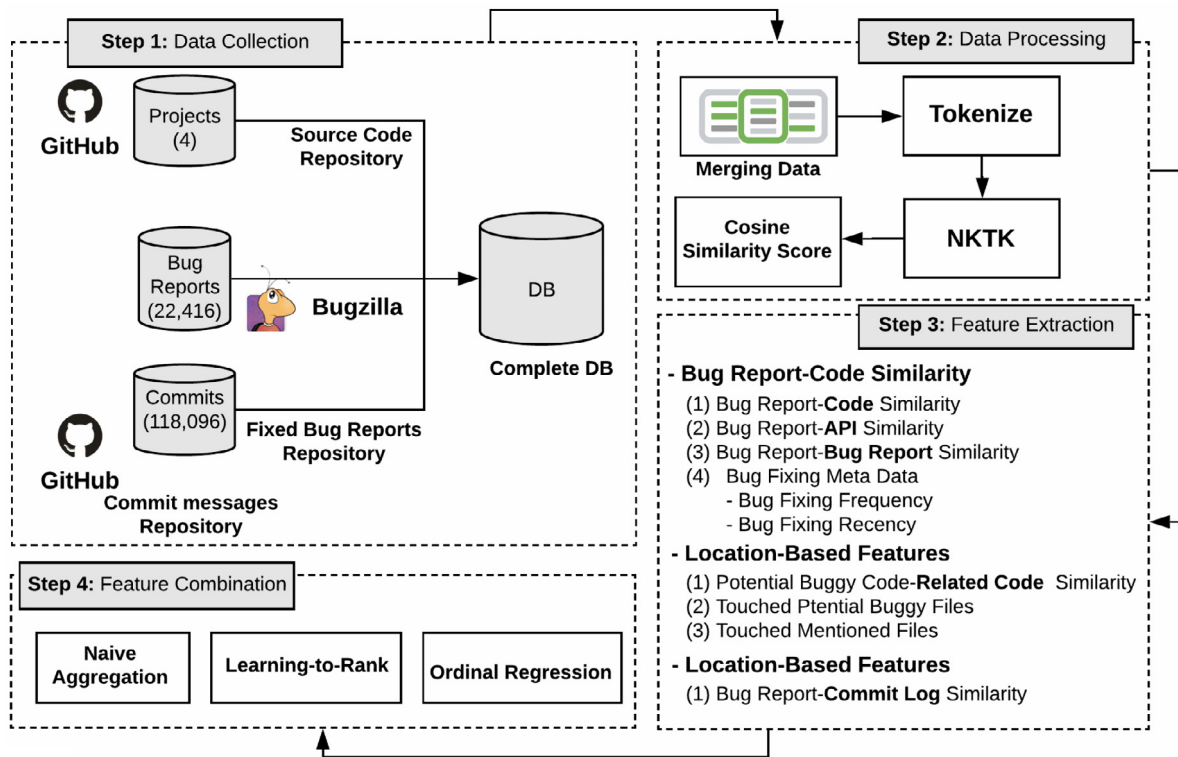 Step 1: Data Collection
GitHub
Projects
(4)
Source Code
Repository
Bug
Reports
(22,416)
Bugzilla
DB
Complete DB
Commits
(118,096)
GitHub
Fixed Bug Reports
Repository
Commit messages
Repository
Step 2: Data Processing
Merging Data
Tokenize
NKTK
Cosine
Similarity Score
Step 3: Feature Extraction
- Bug Report-Code Similarity
(1) Bug Report-Code Similarity
(2) Bug Report-API Similarity
(3) Bug Report-Bug Report Similarity
(4) Bug Fixing Meta Data
- Bug Fixing Frequency
- Bug Fixing Recency
- Location-Based Features
(1) Potential Buggy Code-Related Code Similarity
(2) Touched Ptential Buggy Files
(3) Touched Mentioned Files
- Location-Based Features
(1) Bug Report-Commit Log Similarity
Step 4: Feature Combination
Naive
Aggregation
Learning-to-Rank
Ordinal Regression